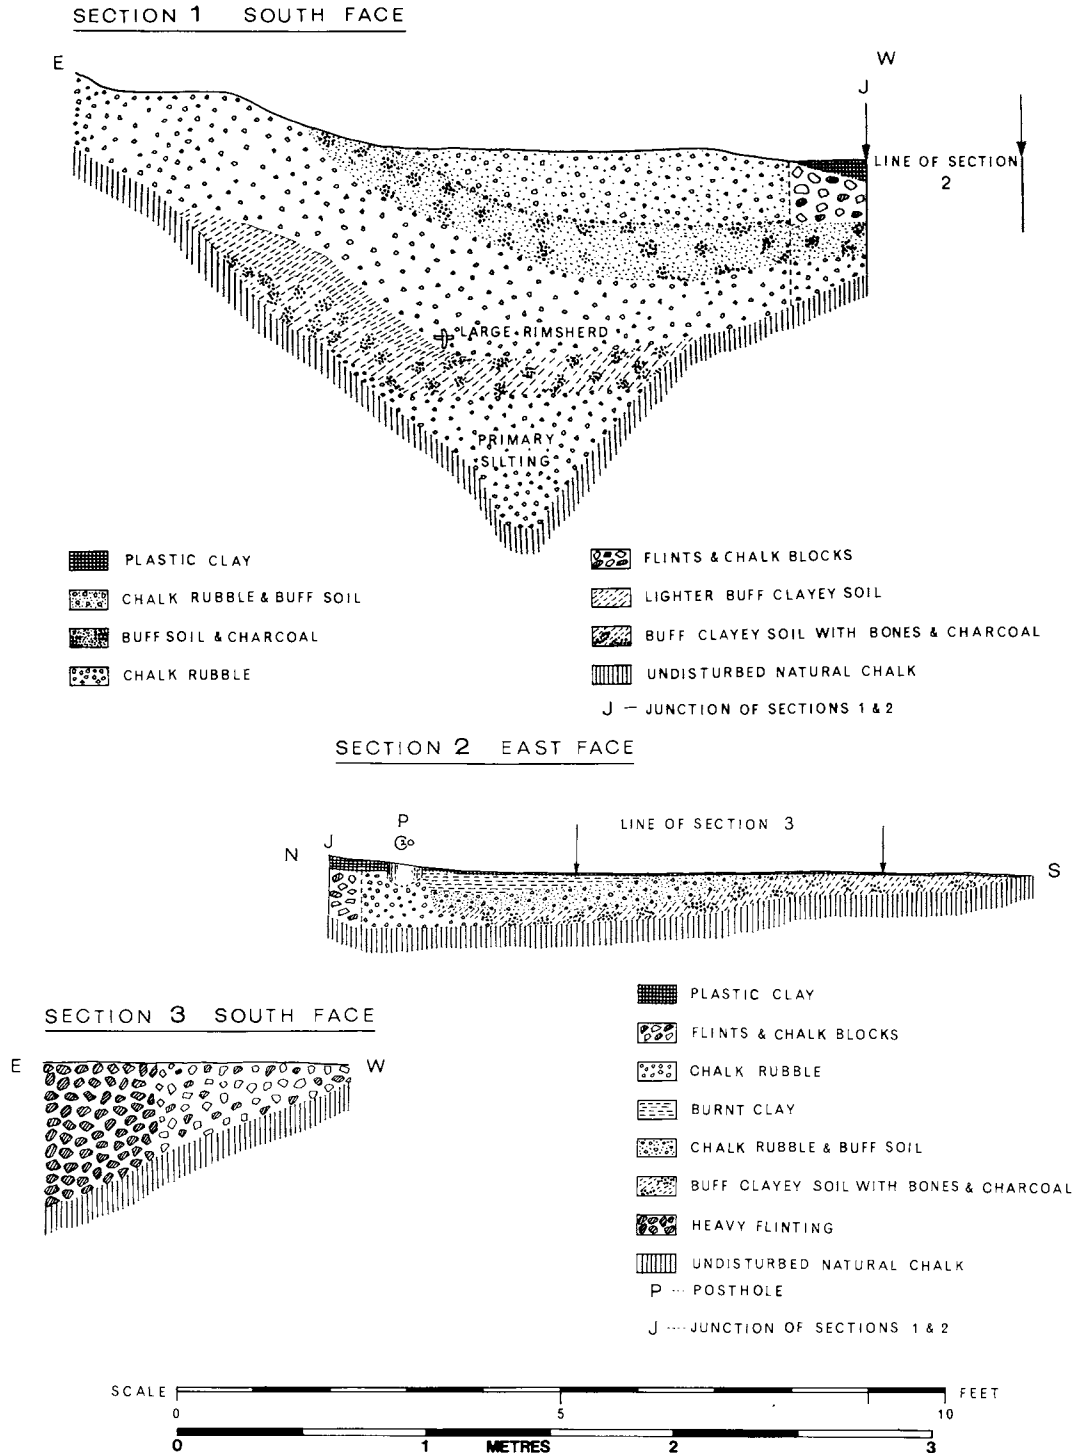 SECTION 1 SOUTH FACE
E
W
J
LINE OF SECTION
2
LARGE RIMSHERD
PRIMARY
SILTING
PLASTIC CLAY
CHALK RUBBLE & BUFF SOIL
BUFF SOIL & CHARCOAL
CHALK RUBBLE
FLINTS & CHALK BLOCKS
LIGHTER BUFF CLAYEY SOIL
BUFF CLAYEY SOIL WITH BONES & CHARCOAL
UNDISTURBED NATURAL CHALK
J – JUNCTION OF SECTIONS 1 & 2
SECTION 2 EAST FACE
P
LINE OF SECTION 3
J
N
S
SECTION 3 SOUTH FACE
E
W
PLASTIC CLAY
FLINTS & CHALK BLOCKS
CHALK RUBBLE
BURNT CLAY
CHALK RUBBLE & BUFF SOIL
BUFF CLAYEY SOIL WITH BONES & CHARCOAL
HEAVY FLINTING
UNDISTURBED NATURAL CHALK
P ··· POSTHOLE
J ···· JUNCTION OF SECTIONS 1 & 2
SCALE
FEET
0 5 10
0 1 METRES 2 3